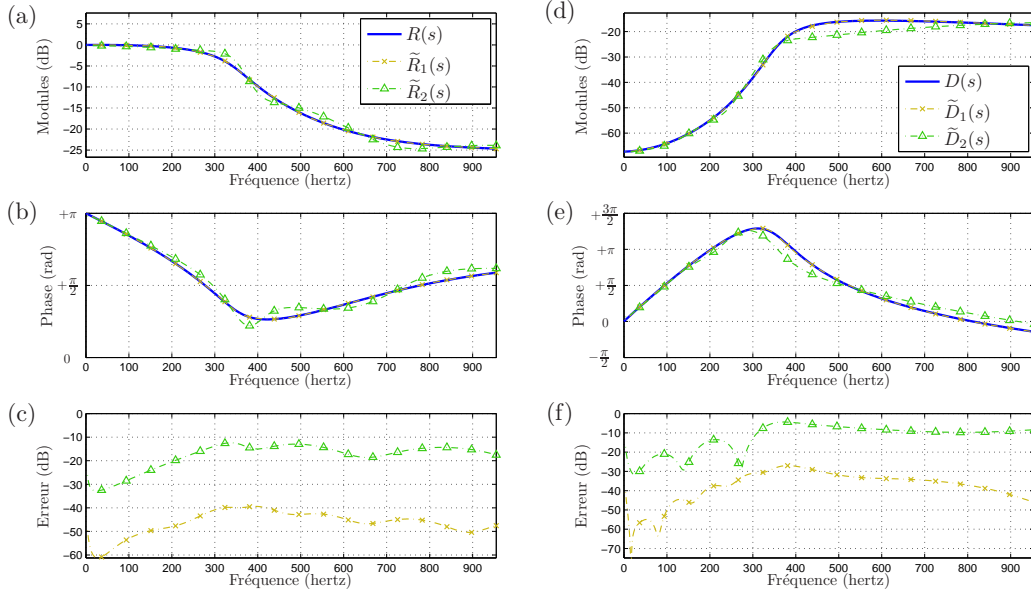 (a)
Modules (dB)
5
0
−5
−10
−15
−20
−25
R(s)
R̃₁(s)
R̃₂(s)
0 100 200 300 400 500 600 700 800 900
Fréquence (hertz)
(b)
Phase (rad)
+π
+π/2
0
0 100 200 300 400 500 600 700 800 900
Fréquence (hertz)
(c)
Erreur (dB)
0
−10
−20
−30
−40
−50
−60
0 100 200 300 400 500 600 700 800 900
Fréquence (hertz)
(d)
Modules (dB)
−20
−30
−40
−50
−60
D(s)
D̃₁(s)
D̃₂(s)
0 100 200 300 400 500 600 700 800 900
Fréquence (hertz)
(e)
Phase (rad)
+3π/2
+π
+π/2
0
−π/2
0 100 200 300 400 500 600 700 800 900
Fréquence (hertz)
(f)
Erreur (dB)
0
−10
−20
−30
−40
−50
−60
−70
0 100 200 300 400 500 600 700 800 900
Fréquence (hertz)